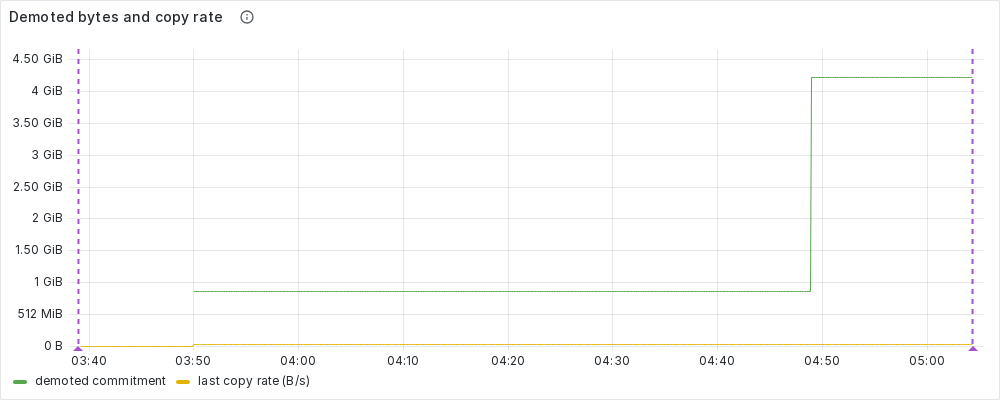 Demoted bytes and copy rate
4.50 GiB
4 GiB
3.50 GiB
3 GiB
2.50 GiB
2 GiB
1.50 GiB
1 GiB
512 MiB
0 B
03:40 03:50 04:00 04:10 04:20 04:30 04:40 04:50 05:00
demoted commitment last copy rate (B/s)